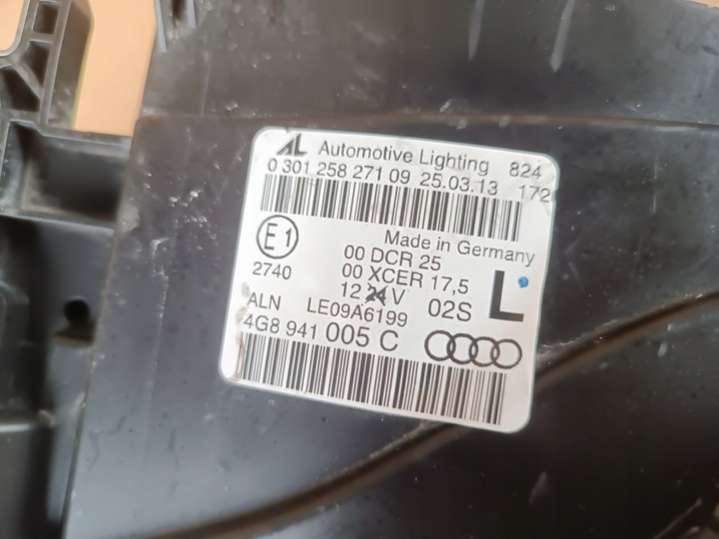 AL Automotive Lighting 824
0 301 258 271 09 25.03.13 172
Made in Germany
E1
00 DCR 25
2740
00 XCER 17,5
12 24 V
02S L
ALN LE09A6199
4G8 941 005 C